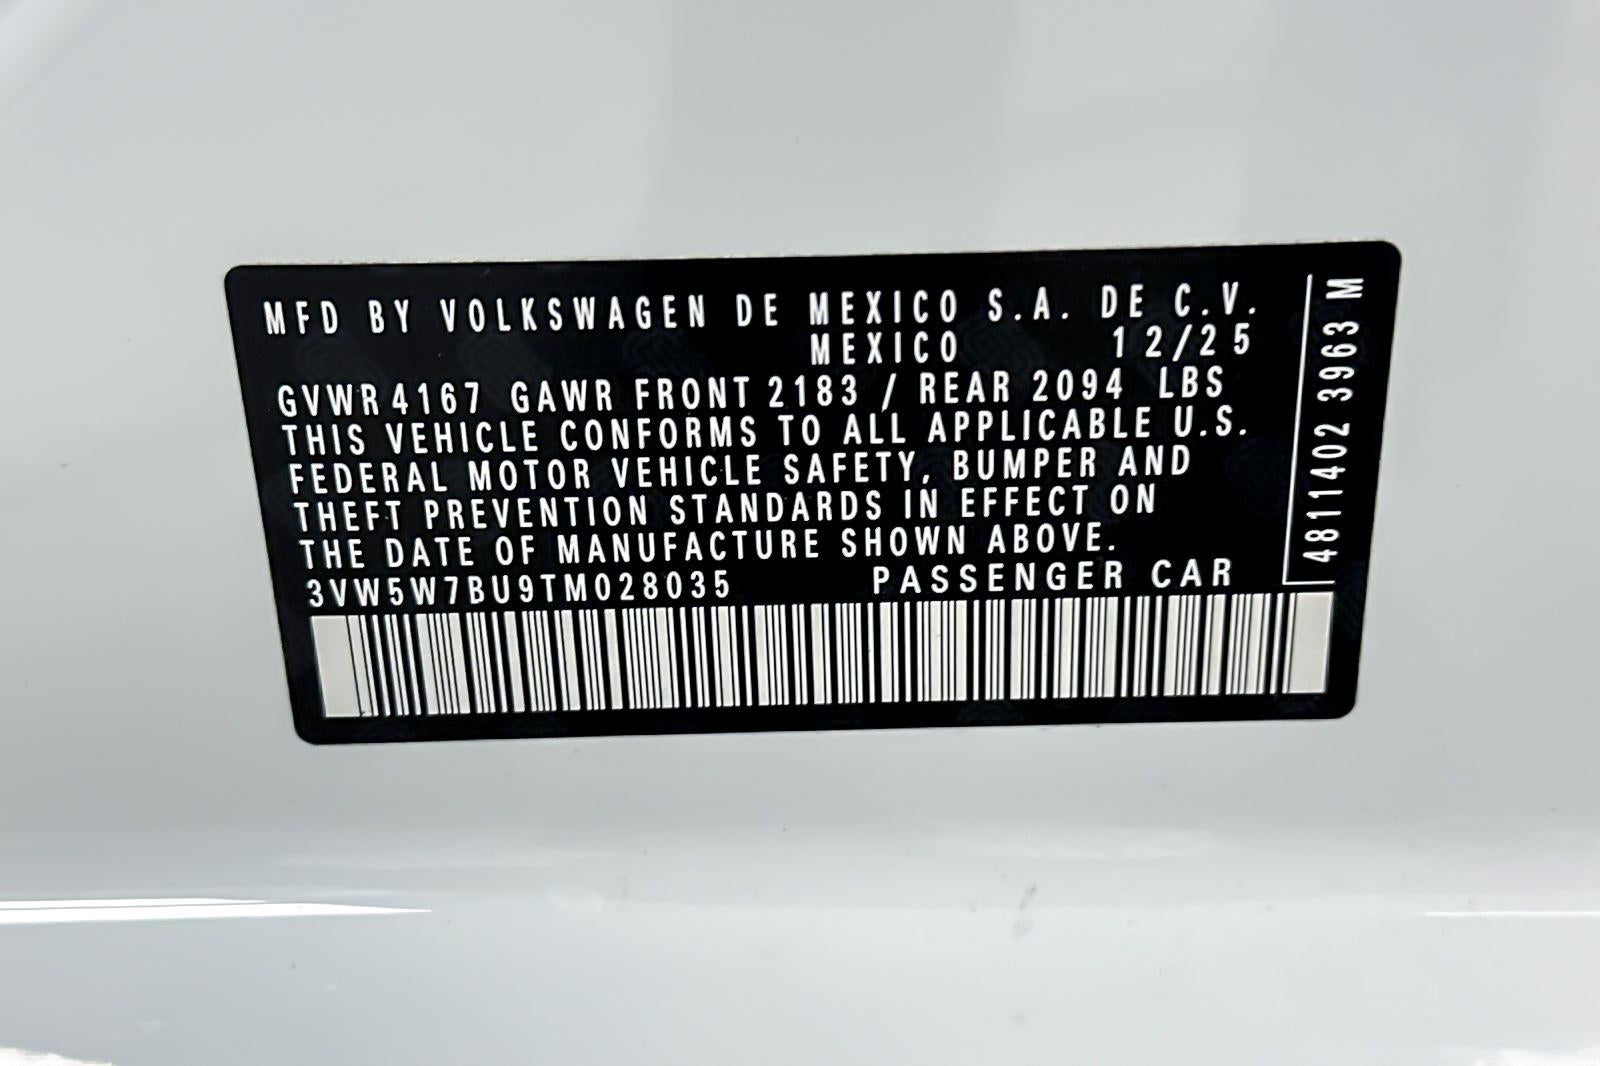 MFD BY VOLKSWAGEN DE MEXICO S.A. DE C.V.
MEXICO 12/25
GVWR 4167 GAWR FRONT 2183 / REAR 2094 LBS
THIS VEHICLE CONFORMS TO ALL APPLICABLE U.S.
FEDERAL MOTOR VEHICLE SAFETY, BUMPER AND
THEFT PREVENTION STANDARDS IN EFFECT ON
THE DATE OF MANUFACTURE SHOWN ABOVE.
3VW5W7BU9TM028035 PASSENGER CAR
4811402 3963 M